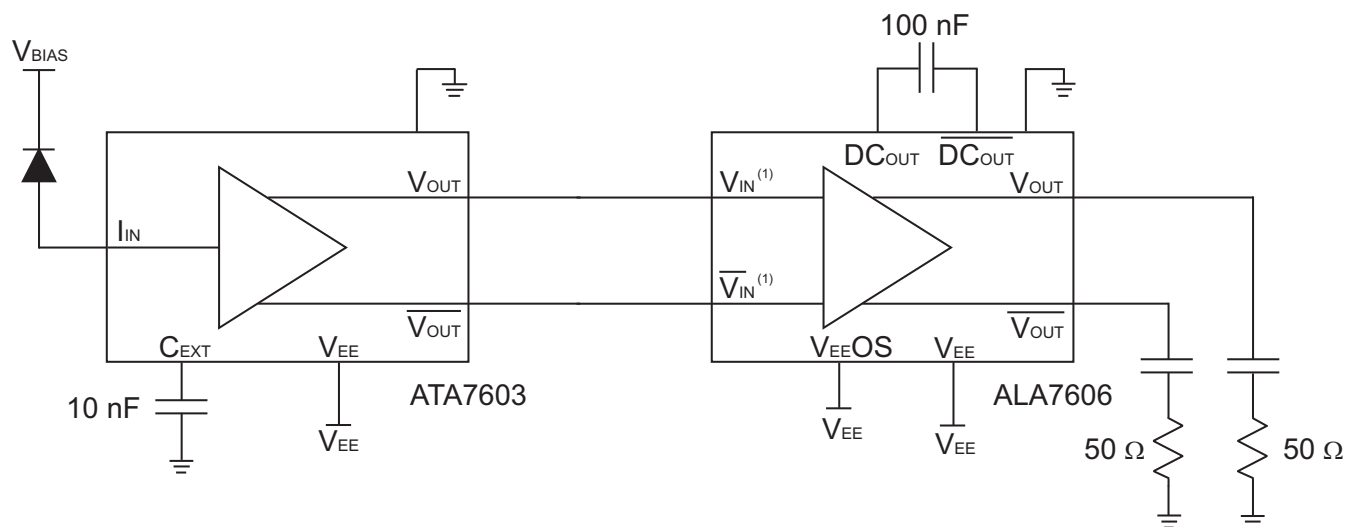 100 nF
VBIAS
DCOUT
DCOUT
VOUT
VIN(1)
VOUT
IIN
VIN(1)
VOUT
VOUT
CEXT
VEE
VEEOS
VEE
ATA7603
ALA7606
10 nF
VEE
VEE
VEE
50 Ω
50 Ω